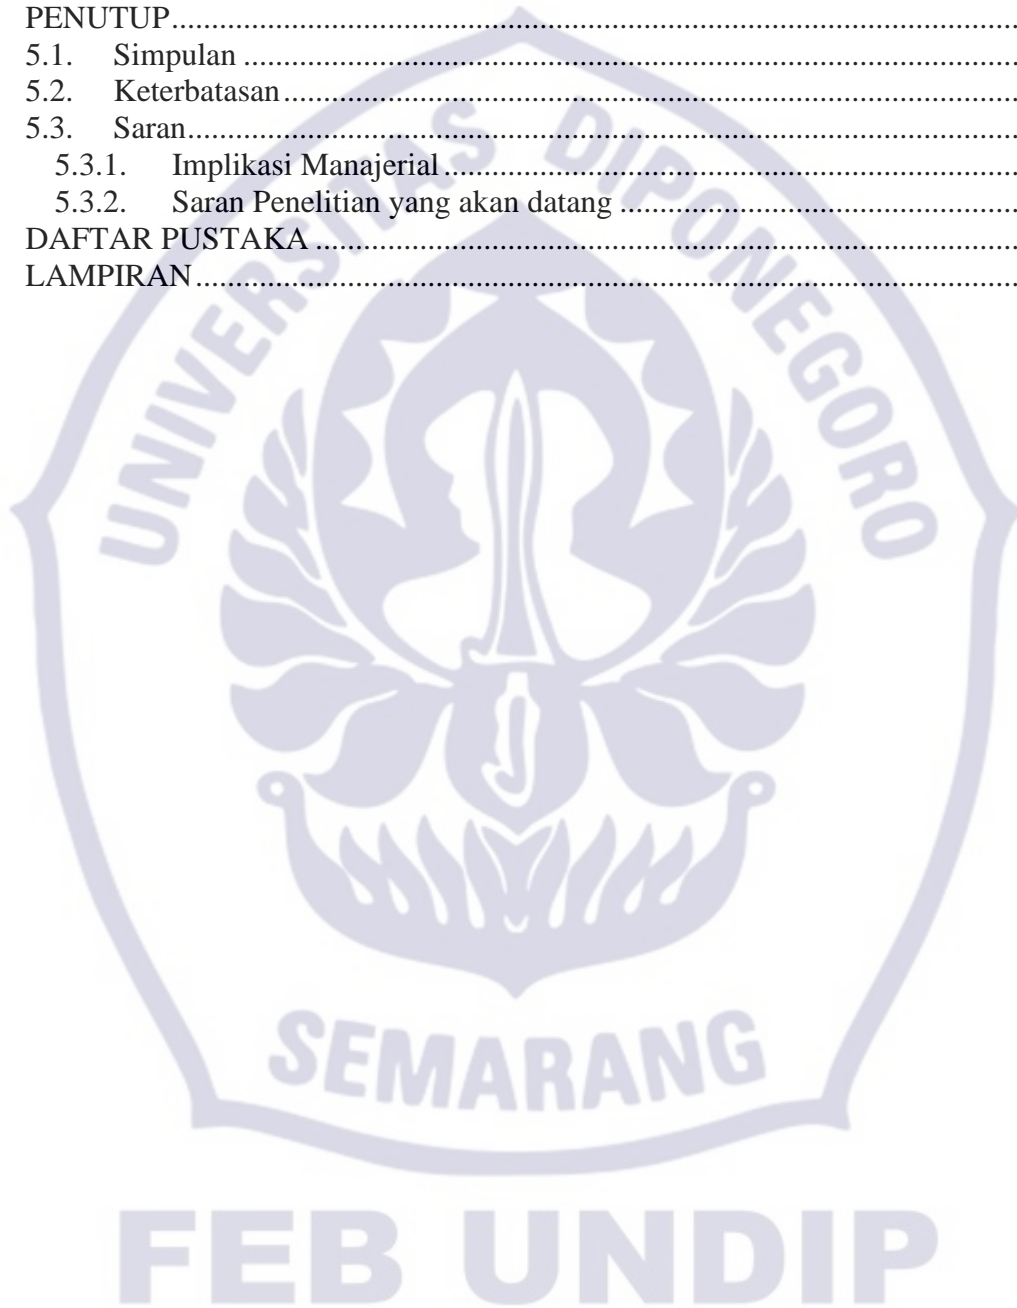 PENUTUP....................................................................................................
5.1. Simpulan ....................................................................................................
5.2. Keterbatasan....................................................................................................
5.3. Saran....................................................................................................
5.3.1. Implikasi Manajerial....................................................................................................
5.3.2. Saran Penelitian yang akan datang ....................................................................................................
DAFTAR PUSTAKA ....................................................................................................
LAMPIRAN....................................................................................................
UNIVERSITAS DIPONEGORO
SEMARANG
FEB UNDIP